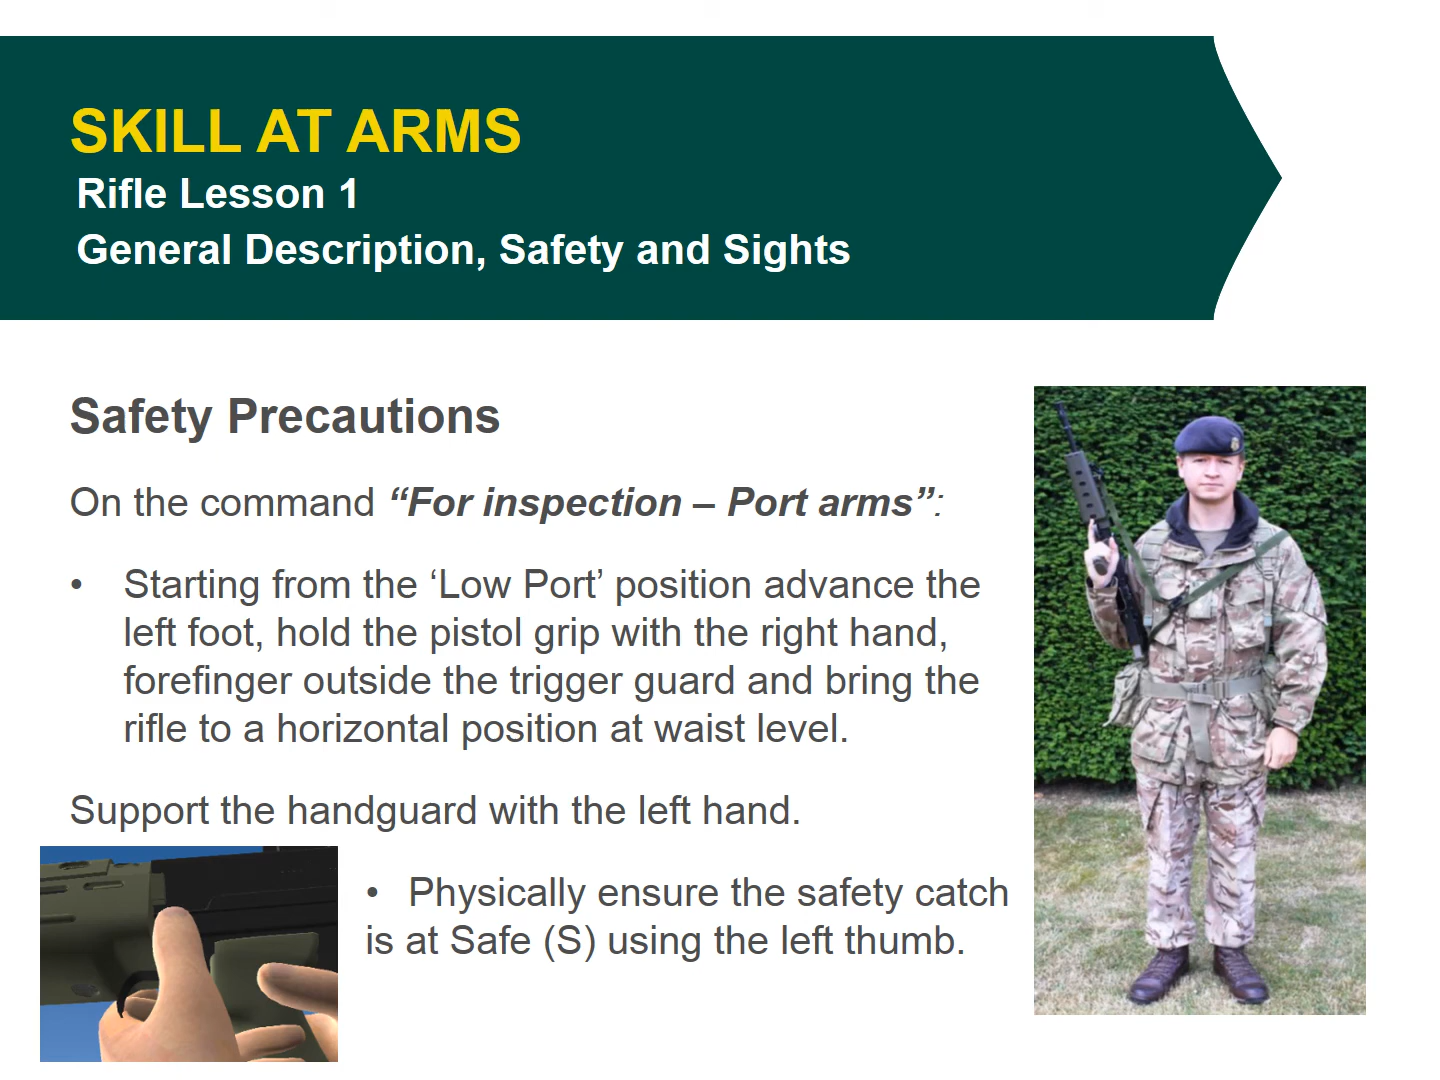 SKILL AT ARMS
Rifle Lesson 1
General Description, Safety and Sights
Safety Precautions
On the command “For inspection – Port arms”:
• Starting from the ‘Low Port’ position advance the
left foot, hold the pistol grip with the right hand,
forefinger outside the trigger guard and bring the
rifle to a horizontal position at waist level.
Support the handguard with the left hand.
• Physically ensure the safety catch
is at Safe (S) using the left thumb.